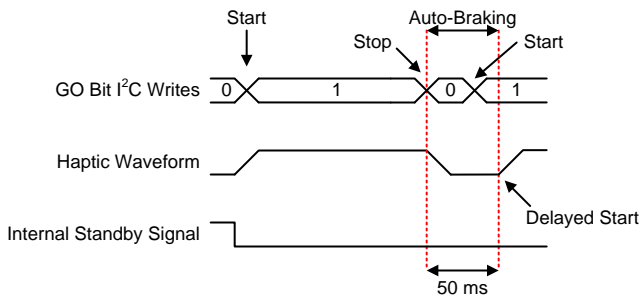 Start
Auto-Braking
Stop
Start
GO Bit I²C Writes
0
1
0
1
Haptic Waveform
Delayed Start
Internal Standby Signal
50 ms